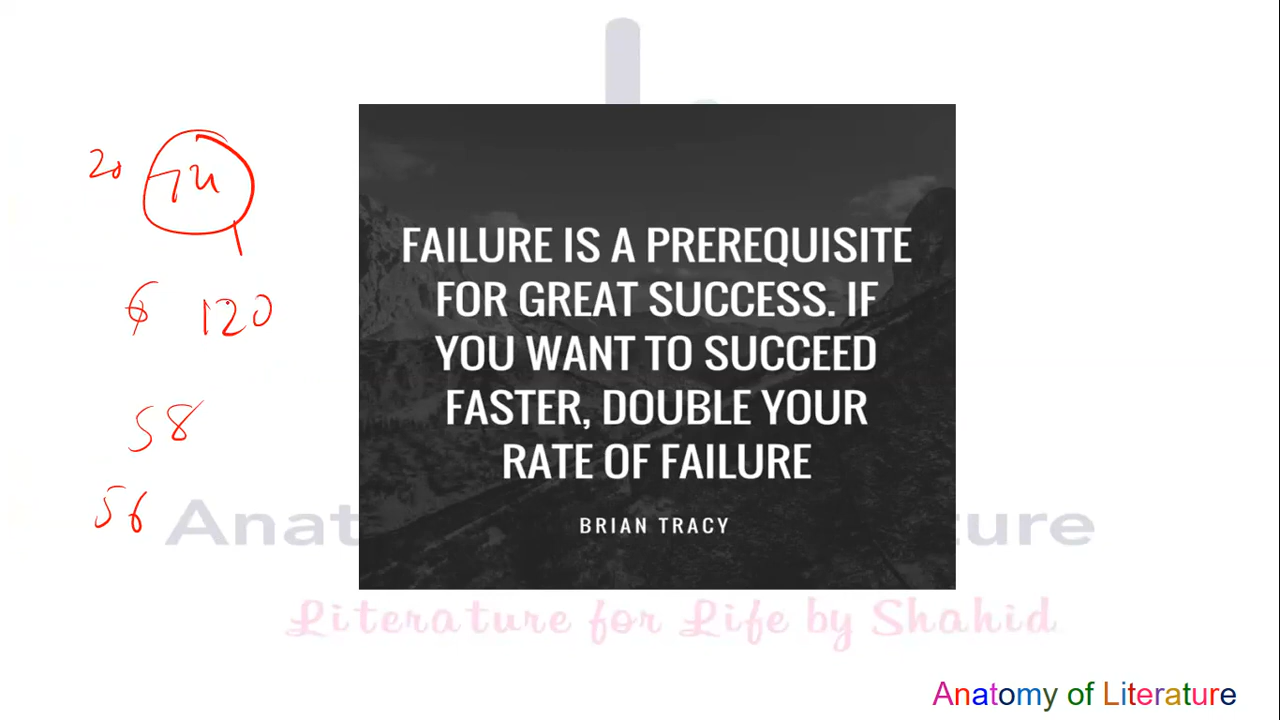 20
120
58
56
FAILURE IS A PREREQUISITE
FOR GREAT SUCCESS. IF
YOU WANT TO SUCCEED
FASTER, DOUBLE YOUR
RATE OF FAILURE
BRIAN TRACY
Literature for Life by Shahid
Anatomy of Literature